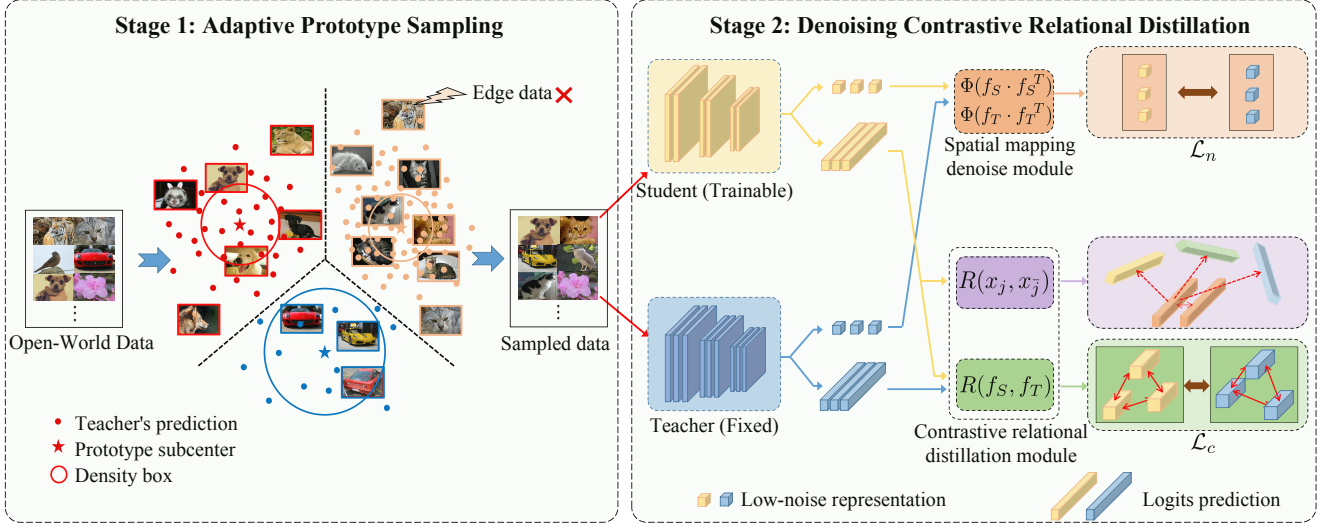 Stage 1: Adaptive Prototype Sampling
Edge data
Open-World Data
Sampled data
Teacher's prediction
Prototype subcenter
Density box
Stage 2: Denoising Contrastive Relational Distillation
Student (Trainable)
Φ(f_S · f_S^T)
Φ(f_T · f_T^T)
Spatial mapping
denoise module
ℒ_n
R(x_j, x_j̄)
Teacher (Fixed)
R(f_S, f_T)
Contrastive relational
distillation module
ℒ_c
Low-noise representation
Logits prediction